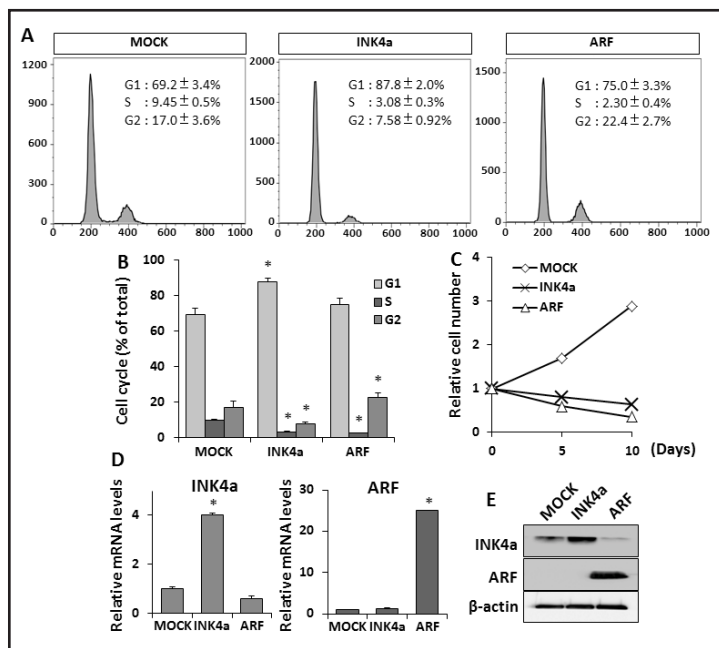 A
MOCK
INK4a
ARF
G1 : 69.2 ± 3.4%
S : 9.45 ± 0.5%
G2 : 17.0 ± 3.6%
G1 : 87.8 ± 2.0%
S : 3.08 ± 0.3%
G2 : 7.58 ± 0.92%
G1 : 75.0 ± 3.3%
S : 2.30 ± 0.4%
G2 : 22.4 ± 2.7%
1200
900
600
300
0
0 200 400 600 800 1000
2000
1500
1000
500
0
0 200 400 600 800 1000
1500
1000
500
0
0 200 400 600 800 1000
B
Cell cycle (% of total)
100
80
60
40
20
0
* * * * *
G1
S
G2
MOCK INK4a ARF
C
Relative cell number
4
3
2
1
0
MOCK
INK4a
ARF
0 5 10 (Days)
D
INK4a
Relative mRNA levels
4
2
0
*
MOCK INK4a ARF
ARF
Relative mRNA levels
30
20
10
0
*
MOCK INK4a ARF
E
MOCK INK4a ARF
INK4a
ARF
β-actin